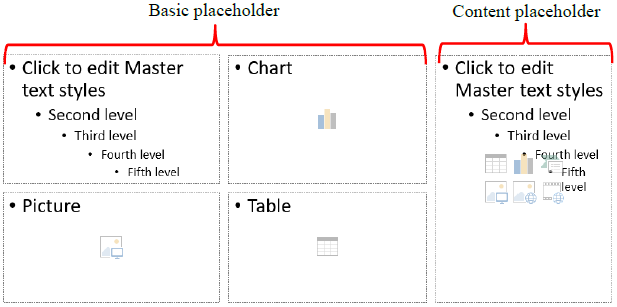 Basic placeholder
Content placeholder
• Click to edit Master
text styles
• Second level
• Third level
• Fourth level
• Fifth level
• Chart
• Picture
• Table
• Click to edit
Master text styles
• Second level
• Third level
• Fourth level
• Fifth
level